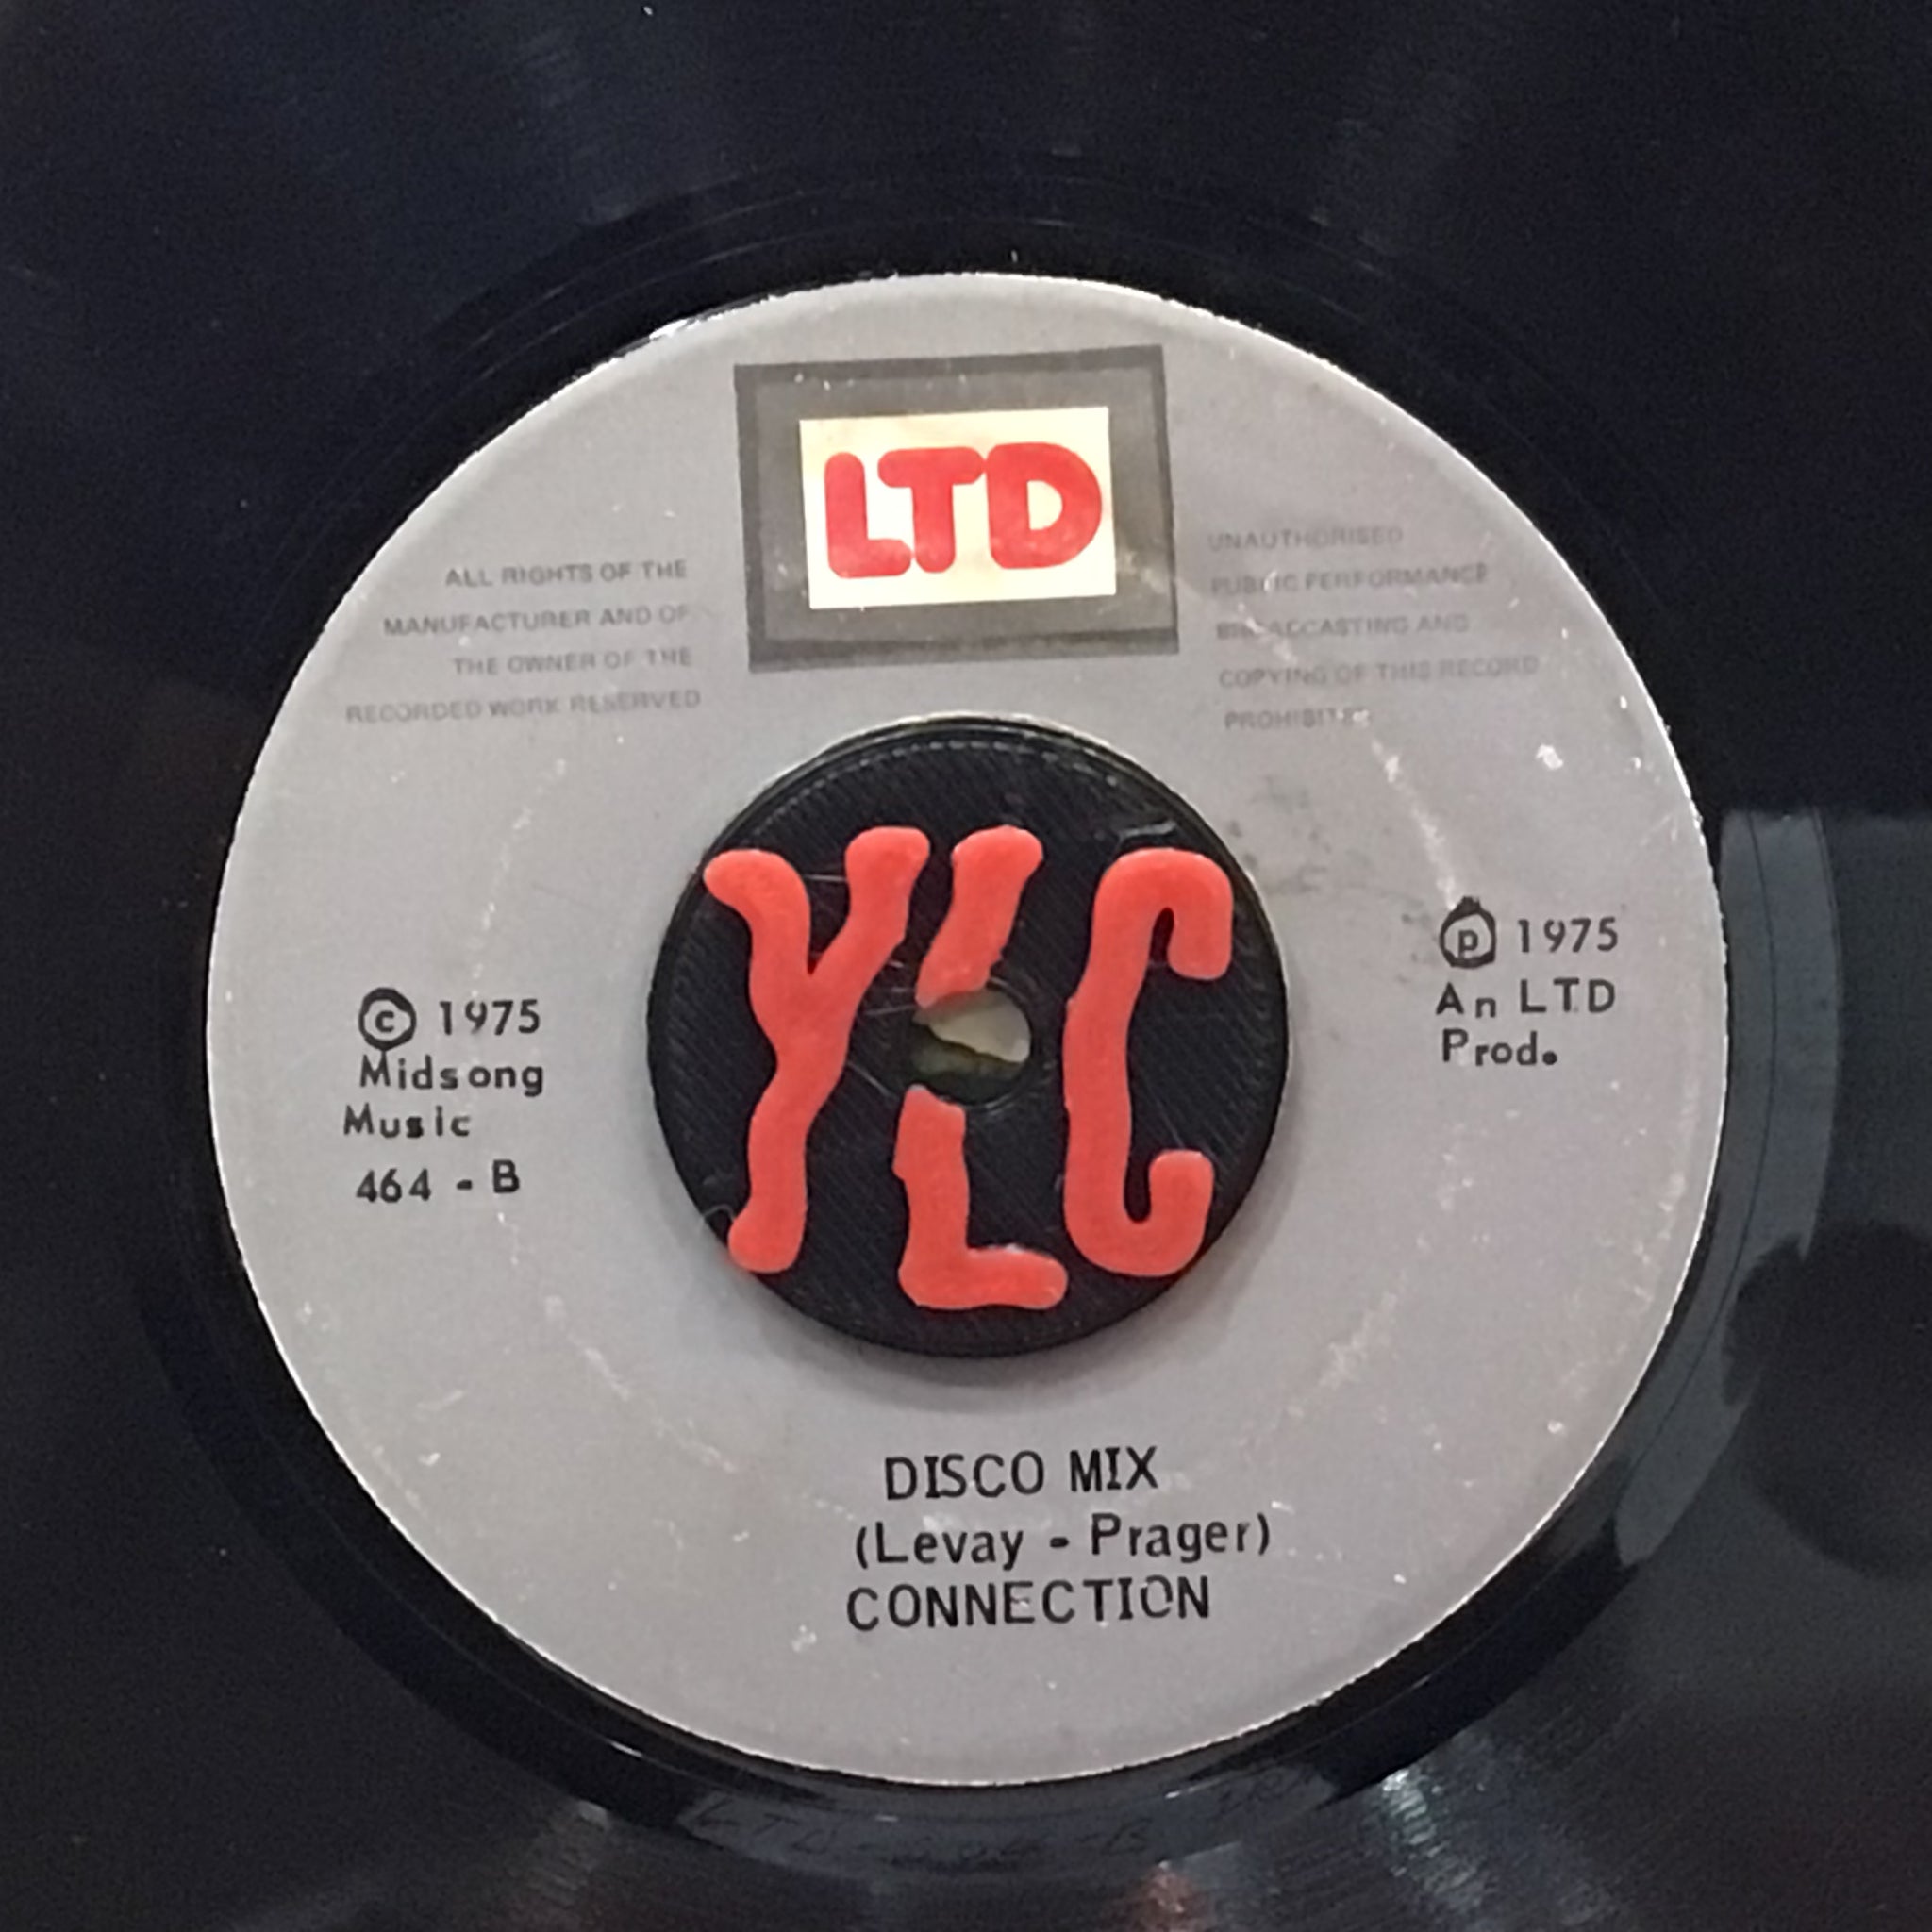 LTD
ALL RIGHTS OF THE
MANUFACTURER AND OF
THE OWNER OF THE
RECORDED WORK RESERVED
UNAUTHORISED
PUBLIC PERFORMANCE
BROADCASTING AND
COPYING OF THIS RECORD
PROHIBITED
YLC
© 1975
Midsong
Music
464 - B
℗ 1975
An LTD
Prod.
DISCO MIX
(Levay - Prager)
CONNECTION